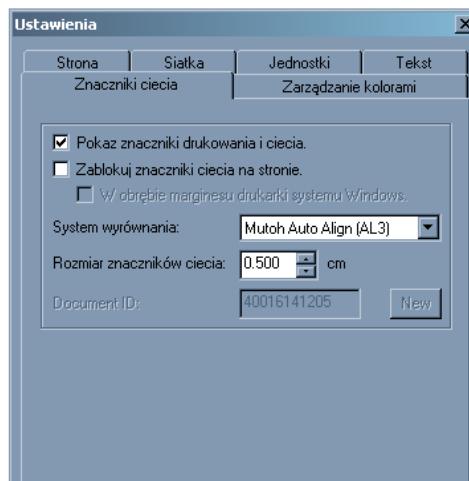 Ustawienia
Strona Siatka Jednostki Tekst
Znaczniki ciecia Zarządzanie kolorami
Pokaz znaczniki drukowania i ciecia.
Zablokuj znaczniki ciecia na stronie.
W obrębie marginesu drukarki systemu Windows.
System wyrównania: Mutoh Auto Align (AL3)
Rozmiar znaczników ciecia: 0.500 cm
Document ID: 40016141205 New